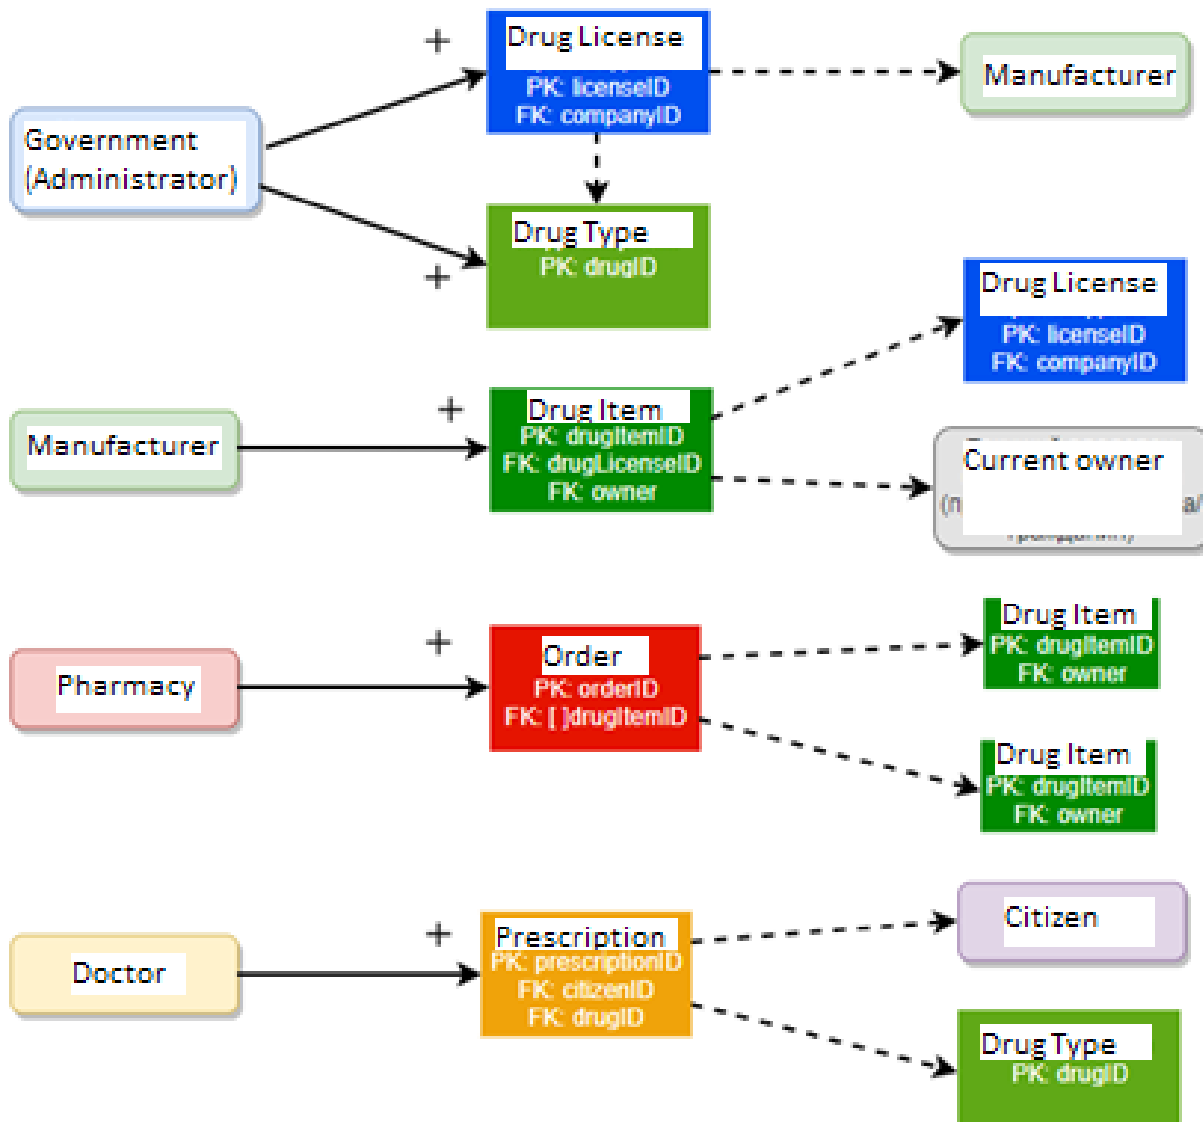 +
Drug License
PK: licenseID
FK: companyID
Manufacturer
Government
(Administrator)
Drug Type
PK: drugID
+
Drug License
PK: licenseID
FK: companyID
+
Manufacturer
Drug Item
PK: drugItemID
FK: drugLicenseID
FK: owner
Current owner
+
Pharmacy
Order
PK: orderID
FK: [ ]drugItemID
Drug Item
PK: drugItemID
FK: owner
Drug Item
PK: drugItemID
FK: owner
+
Doctor
Prescription
PK: prescriptionID
FK: citizenID
FK: drugID
Citizen
Drug Type
PK: drugID